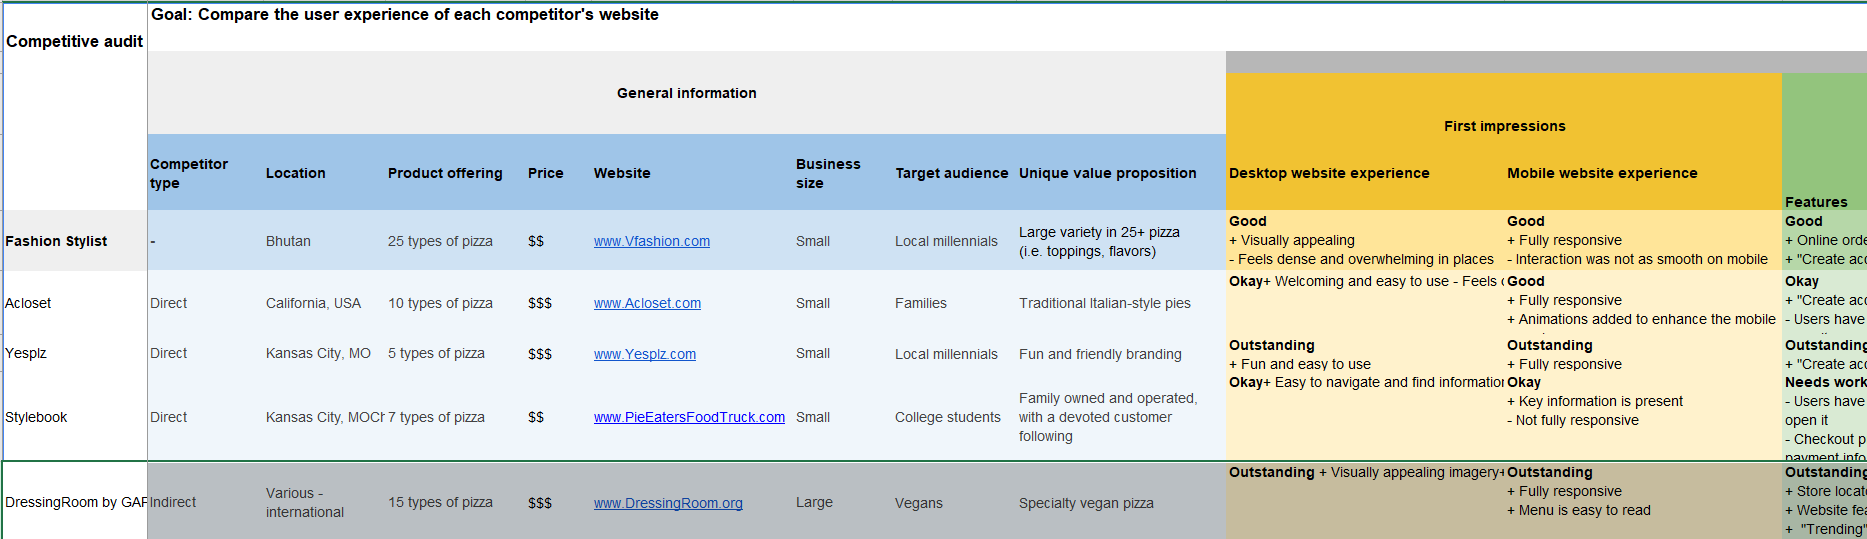 Goal: Compare the user experience of each competitor's website
Competitive audit
General information
First impressions
Competitor type
Location
Product offering
Price
Website
Business size
Target audience
Unique value proposition
Desktop website experience
Mobile website experience
Features
Fashion Stylist
-
Bhutan
25 types of pizza
$$
www.Vfashion.com
Small
Local millennials
Large variety in 25+ pizza
(i.e. toppings, flavors)
Good
+ Visually appealing
- Feels dense and overwhelming in places
Good
+ Fully responsive
- Interaction was not as smooth on mobile
Good
+ Online orde
+ "Create acc
Acloset
Direct
California, USA
10 types of pizza
$$$
www.Acloset.com
Small
Families
Traditional Italian-style pies
Okay+ Welcoming and easy to use - Feels
Good
+ Fully responsive
+ Animations added to enhance the mobile
Okay
+ "Create acc
- Users have
Yesplz
Direct
Kansas City, MO
5 types of pizza
$$$
www.Yesplz.com
Small
Local millennials
Fun and friendly branding
Outstanding
+ Fun and easy to use
Outstanding
+ Fully responsive
Outstanding
+ "Create acc
Stylebook
Direct
Kansas City, MOCh
7 types of pizza
$$
www.PieEatersFoodTruck.com
Small
College students
Family owned and operated,
with a devoted customer
following
Okay+ Easy to navigate and find information
Okay
+ Key information is present
- Not fully responsive
Needs work
- Users have
open it
- Checkout p
payment info
DressingRoom by GAP
Indirect
Various -
international
15 types of pizza
$$$
www.DressingRoom.org
Large
Vegans
Specialty vegan pizza
Outstanding + Visually appealing imagery+
Outstanding
+ Fully responsive
+ Menu is easy to read
Outstanding
+ Store locato
+ Website fea
+ "Trending"